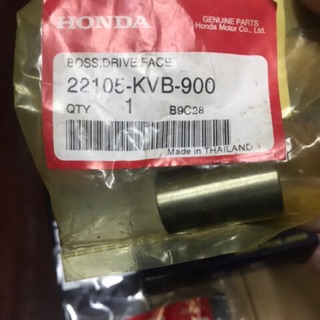 HONDA
GENUINE PARTS
Honda Motor Co., Ltd.
BOSS,DRIVE FACE
22105-KVB-900
QTY 1 B9C28
Made in THAILAND